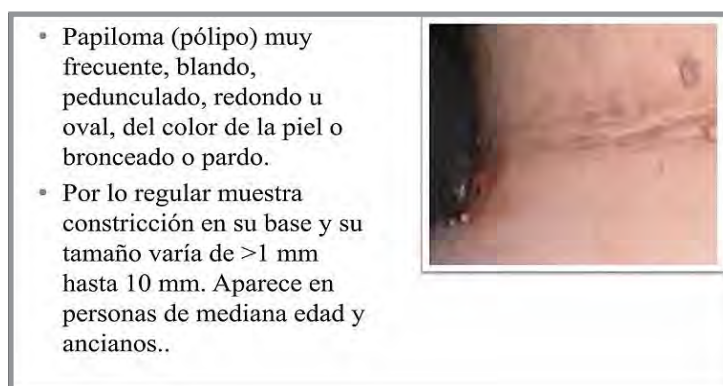 Papiloma (pólipo) muy
frecuente, blando,
pedunculado, redondo u
oval, del color de la piel o
bronceado o pardo.
Por lo regular muestra
constricción en su base y su
tamaño varía de >1 mm
hasta 10 mm. Aparece en
personas de mediana edad y
ancianos..